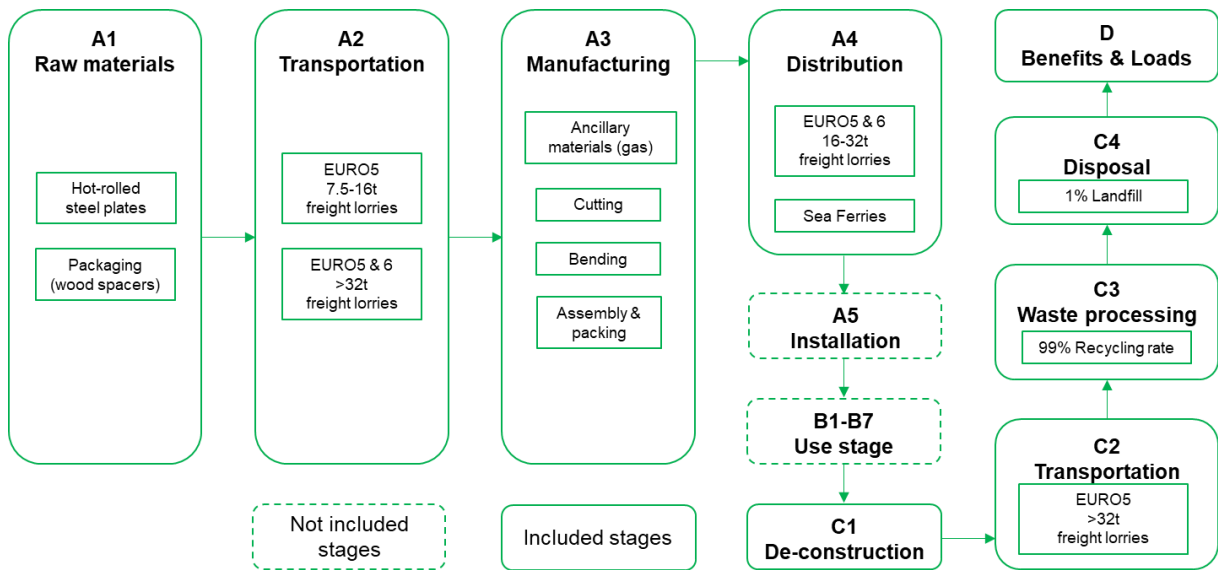 A1
Raw materials
Hot-rolled
steel plates
Packaging
(wood spacers)
A2
Transportation
EURO5
7.5-16t
freight lorries
EURO5 & 6
>32t
freight lorries
A3
Manufacturing
Ancillary
materials (gas)
Cutting
Bending
Assembly &
packing
A4
Distribution
EURO5 & 6
16-32t
freight lorries
Sea Ferries
A5
Installation
B1-B7
Use stage
C1
De-construction
C2
Transportation
EURO5
>32t
freight lorries
C3
Waste processing
99% Recycling rate
C4
Disposal
1% Landfill
D
Benefits & Loads
Not included
stages
Included stages